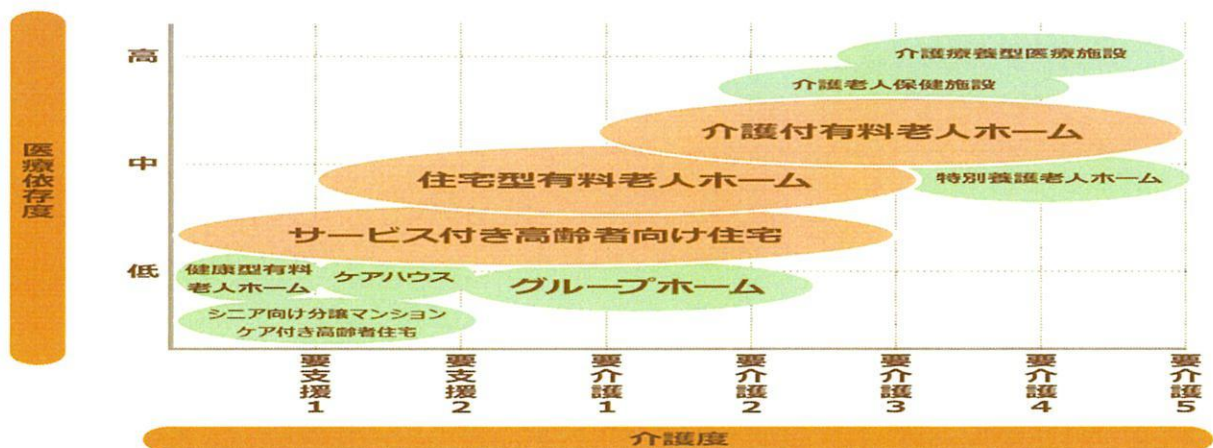 医療依存度
高
中
低
介護療養型医療施設
介護老人保健施設
介護付有料老人ホーム
住宅型有料老人ホーム
特別養護老人ホーム
サービス付き高齢者向け住宅
健康型有料
老人ホーム
ケアハウス
グループホーム
シニア向け分譲マンション
ケア付き高齢者住宅
要支援1
要支援2
要介護1
要介護2
要介護3
要介護4
要介護5
介護度